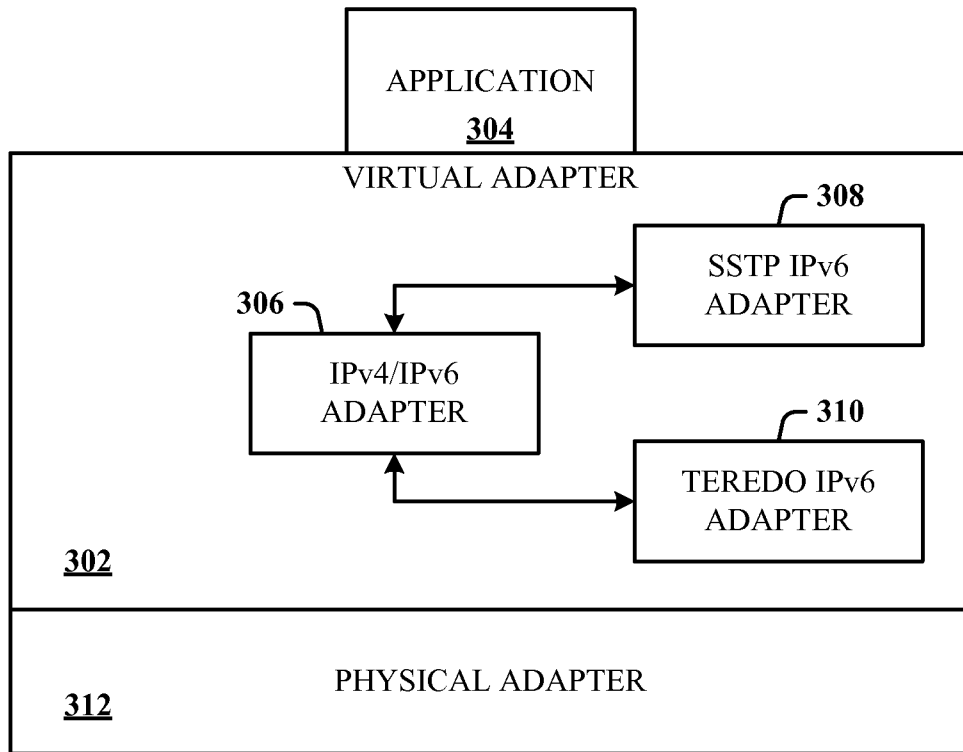 APPLICATION
304
VIRTUAL ADAPTER
308
SSTP IPv6
ADAPTER
306
IPv4/IPv6
ADAPTER
310
TEREDO IPv6
ADAPTER
302
PHYSICAL ADAPTER
312